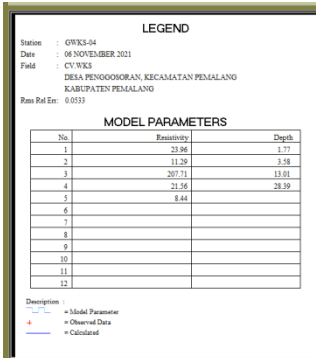 LEGEND
Station : GWKS-04
Date : 06 NOVEMBER 2021
Field : CV.WKS
DESA PENGGOSORAN, KECAMATAN PEMALANG
KABUPATEN PEMALANG
Rms Rel Err: 0.0533
MODEL PARAMETERS
No. Resistivity Depth
1 23.96 1.77
2 11.29 3.58
3 207.71 13.01
4 21.56 28.39
5 8.44
6
7
8
9
10
11
12
Description :
= Model Parameter
+ = Observed Data
= Calculated